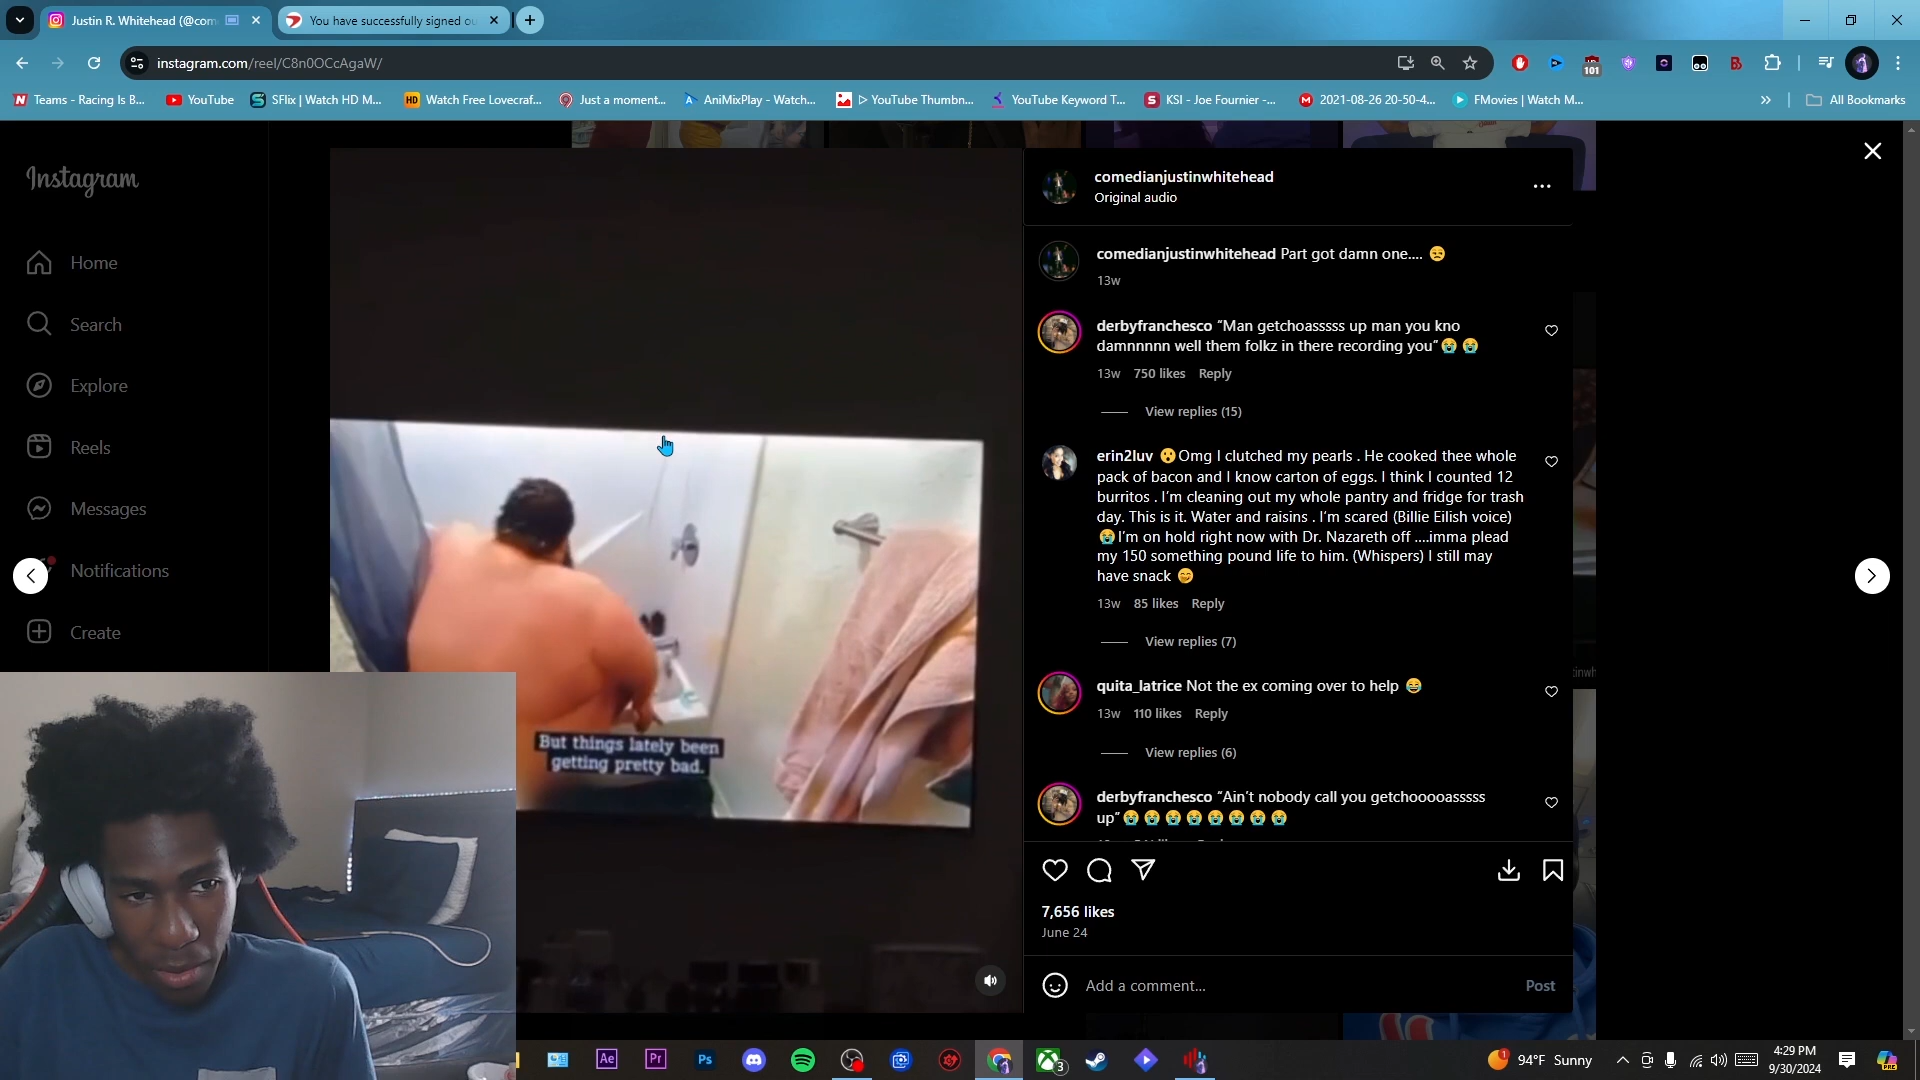 Justin R. Whitehead (@com
You have successfully signed ou
instagram.com/reel/C8n0OCcAgaW/
101
Teams - Racing Is B...
YouTube
SFlix | Watch HD M...
Watch Free Lovecraf...
Just a moment...
AniMixPlay - Watch...
▷ YouTube Thumbn...
YouTube Keyword T...
KSI - Joe Fournier -...
2021-08-26 20-50-4...
FMovies | Watch M...
»
All Bookmarks
Instagram
Home
Search
Explore
Reels
Messages
Notifications
Create
But things lately been
getting pretty bad.
comedianjustinwhitehead
Original audio
comedianjustinwhitehead Part got damn one.... 😒
13w
derbyfranchesco “Man getchoasssss up man you kno
damnnnnn well them folkz in there recording you”😭 😭
13w 750 likes Reply
View replies (15)
erin2luv 😮Omg I clutched my pearls . He cooked thee whole
pack of bacon and I know carton of eggs. I think I counted 12
burritos . I’m cleaning out my whole pantry and fridge for trash
day. This is it. Water and raisins . I’m scared (Billie Eilish voice)
😭I’m on hold right now with Dr. Nazareth off ....imma plead
my 150 something pound life to him. (Whispers) I still may
have snack 😊
13w 85 likes Reply
View replies (7)
quita_latrice Not the ex coming over to help 😂
13w 110 likes Reply
View replies (6)
derbyfranchesco “Ain’t nobody call you getchooooasssss
up”😭 😭 😭 😭 😭 😭 😭 😭
7,656 likes
June 24
Add a comment...
Post
Ae
Pr
Ps
3
94°F Sunny
4:29 PM
9/30/2024